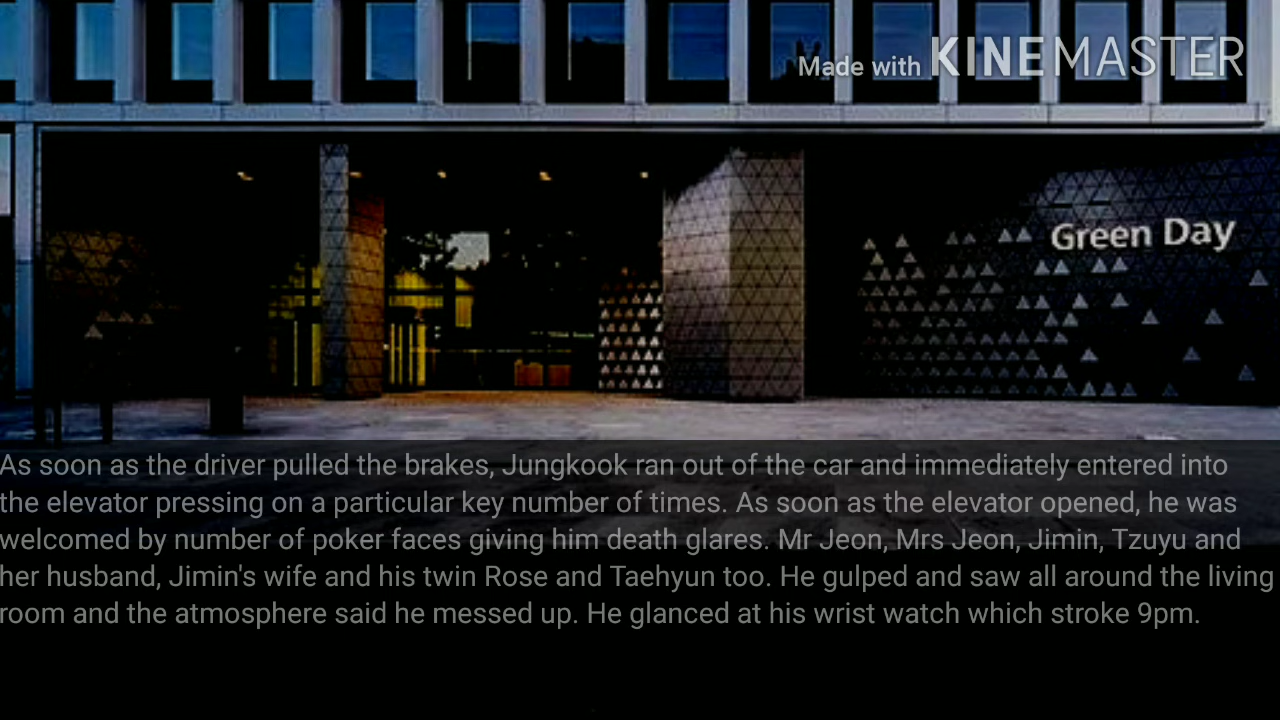 Made with KINEMASTER
Green Day
As soon as the driver pulled the brakes, Jungkook ran out of the car and immediately entered into
the elevator pressing on a particular key number of times. As soon as the elevator opened, he was
welcomed by number of poker faces giving him death glares. Mr Jeon, Mrs Jeon, Jimin, Tzuyu and
her husband, Jimin's wife and his twin Rose and Taehyun too. He gulped and saw all around the living
room and the atmosphere said he messed up. He glanced at his wrist watch which stroke 9pm.